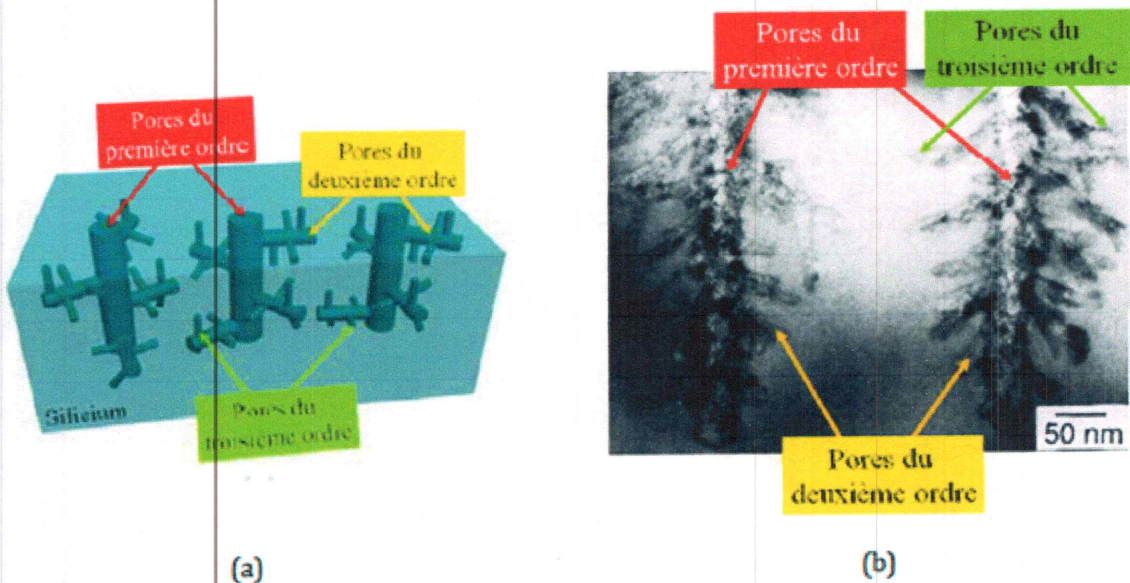 Pores du
première ordre
Pores du
deuxième ordre
Silicium
Pores du
troisième ordre
(a)
Pores du
première ordre
Pores du
troisième ordre
50 nm
Pores du
deuxième ordre
(b)